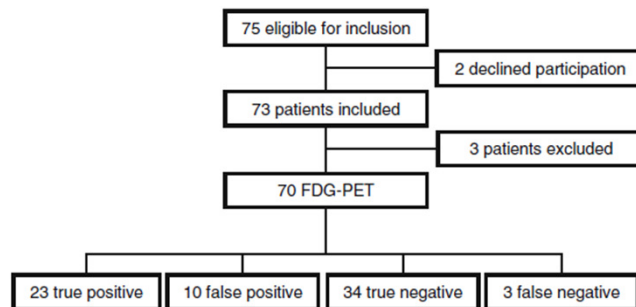 75 eligible for inclusion
2 declined participation
73 patients included
3 patients excluded
70 FDG-PET
23 true positive
10 false positive
34 true negative
3 false negative